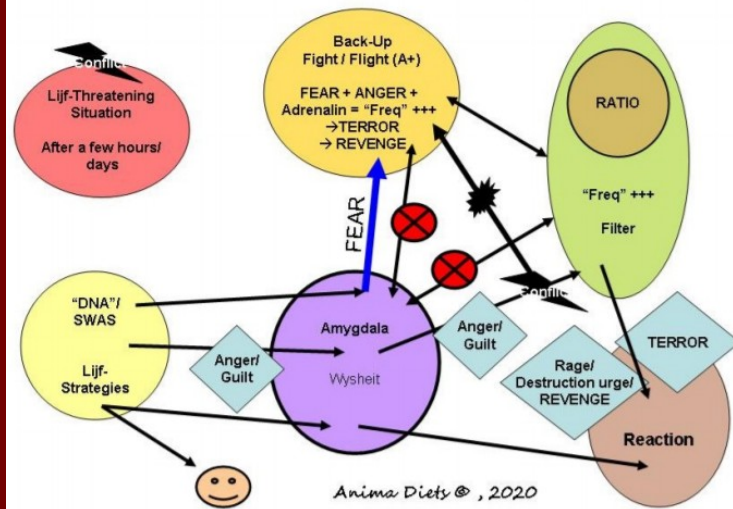 Conflict
Lijf-Threatening
Situation
After a few hours/
days
Back-Up
Fight / Flight (A+)
FEAR + ANGER +
Adrenalin = "Freq" +++
→TERROR
→ REVENGE
RATIO
"Freq" +++
Filter
FEAR
Conflict
"DNA"/
SWAS
Lijf-
Strategies
Anger/
Guilt
Amygdala
Wysheit
Anger/
Guilt
Rage/
Destruction urge/
REVENGE
TERROR
Reaction
Anima Diets ©, 2020